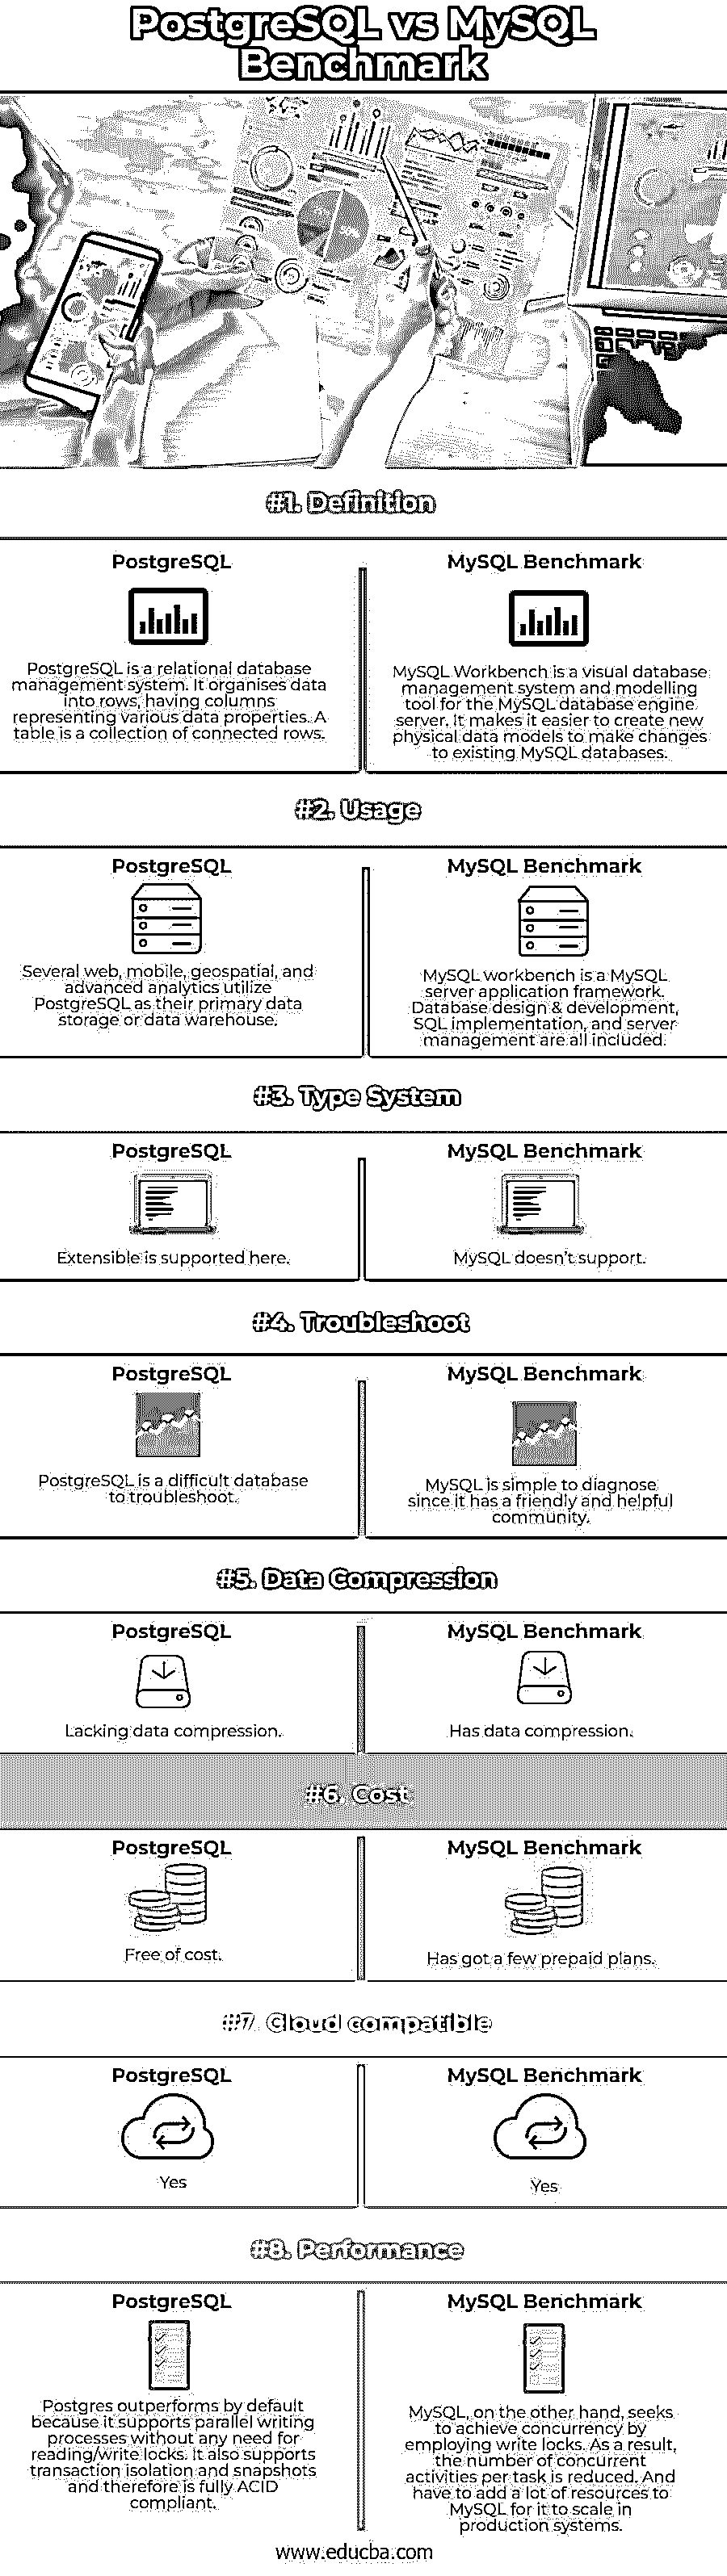 PostgreSQL vs MySQL
Benchmark
50%
#1. Definition
PostgreSQL
PostgreSQL is a relational database
management system. It organises data
into rows, having columns
representing various data properties. A
table is a collection of connected rows.
MySQL Benchmark
MySQL Workbench is a visual database
management system and modelling
tool for the MySQL database engine
server. It makes it easier to create new
physical data models to make changes
to existing MySQL databases.
#2. Usage
PostgreSQL
Several web, mobile, geospatial, and
advanced analytics utilize
PostgreSQL as their primary data
storage or data warehouse.
MySQL Benchmark
MySQL workbench is a MySQL
server application framework.
Database design & development,
SQL implementation, and server
management are all included.
#3. Type System
PostgreSQL
Extensible is supported here.
MySQL Benchmark
MySQL doesn't support.
#4. Troubleshoot
PostgreSQL
PostgreSQL is a difficult database
to troubleshoot.
MySQL Benchmark
MySQL is simple to diagnose
since it has a friendly and helpful
community.
#5. Data Compression
PostgreSQL
Lacking data compression.
MySQL Benchmark
Has data compression.
#6. Cost
PostgreSQL
Free of cost.
MySQL Benchmark
Has got a few prepaid plans.
#7. Cloud compatible
PostgreSQL
Yes
MySQL Benchmark
Yes
#8. Performance
PostgreSQL
Postgres outperforms by default
because it supports parallel writing
processes without any need for
reading/write locks. It also supports
transaction isolation and snapshots
and therefore is fully ACID
compliant.
MySQL Benchmark
MySQL, on the other hand, seeks
to achieve concurrency by
employing write locks. As a result,
the number of concurrent
activities per task is reduced. And
have to add a lot of resources to
MySQL for it to scale in
production systems.
www.educba.com